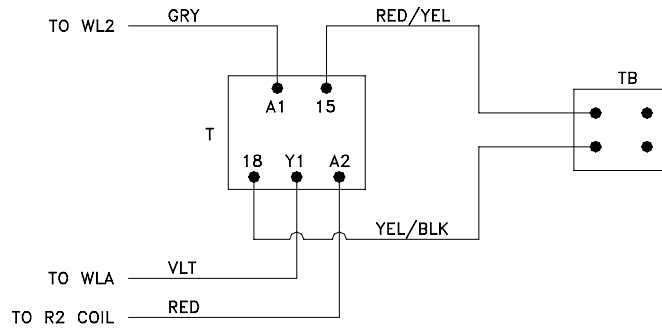 TO WL2 GRY RED/YEL
TB
A1 15
T
18 Y1 A2
YEL/BLK
TO WLA VLT
TO R2 COIL RED